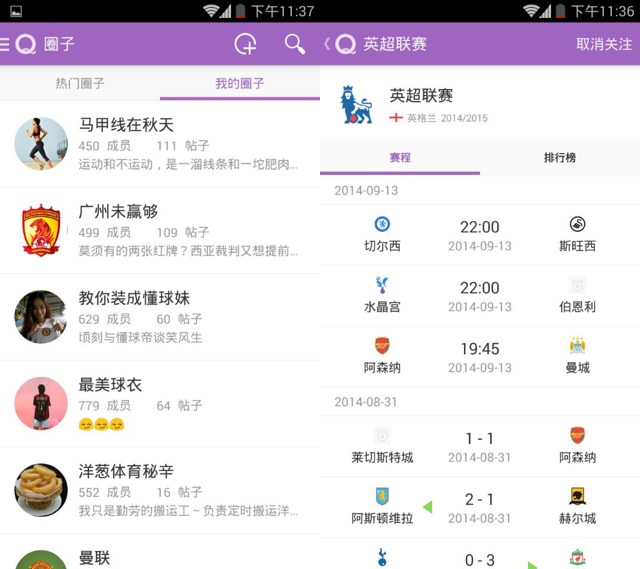 下午11:37
圈子
热门圈子
我的圈子
马甲线在秋天
450 成员 111 帖子
运动和不运动，是一溜线条和一坨肥肉...
广州未赢够
499 成员 109 帖子
莫须有的两张红牌？西亚裁判又想提前...
教你装成懂球妹
629 成员 60 帖子
顷刻与懂球帝谈笑风生
最美球衣
779 成员 64 帖子
洋葱体育秘辛
552 成员 16 帖子
我只是勤劳的搬运工～负责定时搬运洋...
曼联
下午11:36
英超联赛
取消关注
英超联赛
英格兰 2014/2015
赛程
排行榜
2014-09-13
22:00
切尔西 2014-09-13 斯旺西
22:00
水晶宫 2014-09-13 伯恩利
19:45
阿森纳 2014-09-13 曼城
2014-08-31
1 - 1
莱切斯特城 2014-08-31 阿森纳
2 - 1
阿斯顿维拉 2014-08-31 赫尔城
0 - 3